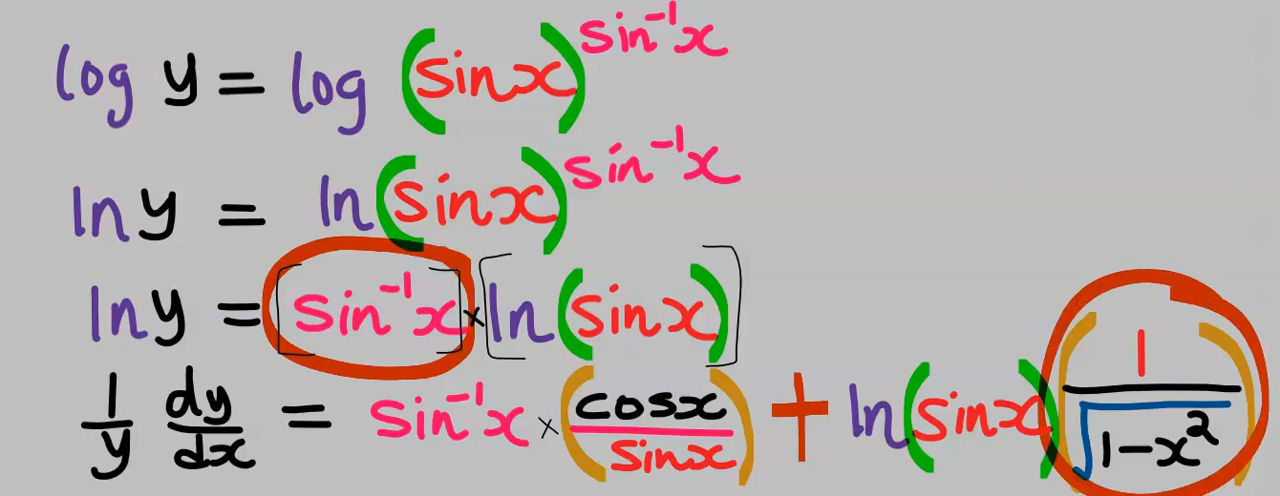 log y = log (sinx)^sin⁻¹x
ln y = ln(sinx)^sin⁻¹x
ln y = [sin⁻¹x] × [ln(sinx)]
1/y dy/dx = sin⁻¹x × (cosx/sinx) + ln(sinx) (1/√1-x²)